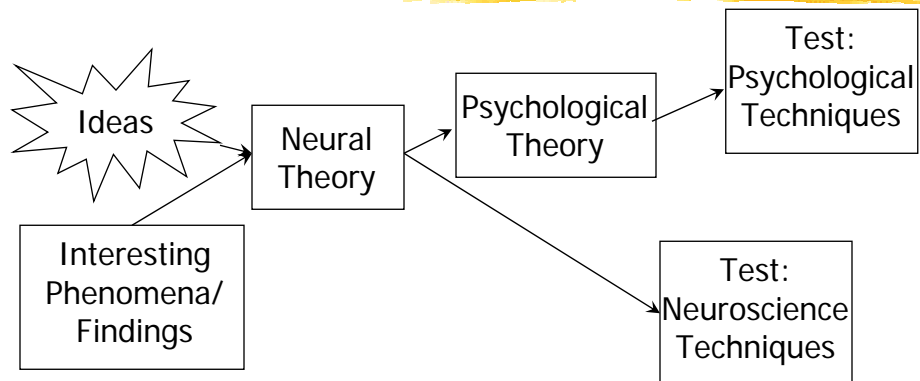 Ideas
Interesting
Phenomena/
Findings
Neural
Theory
Psychological
Theory
Test:
Psychological
Techniques
Test:
Neuroscience
Techniques